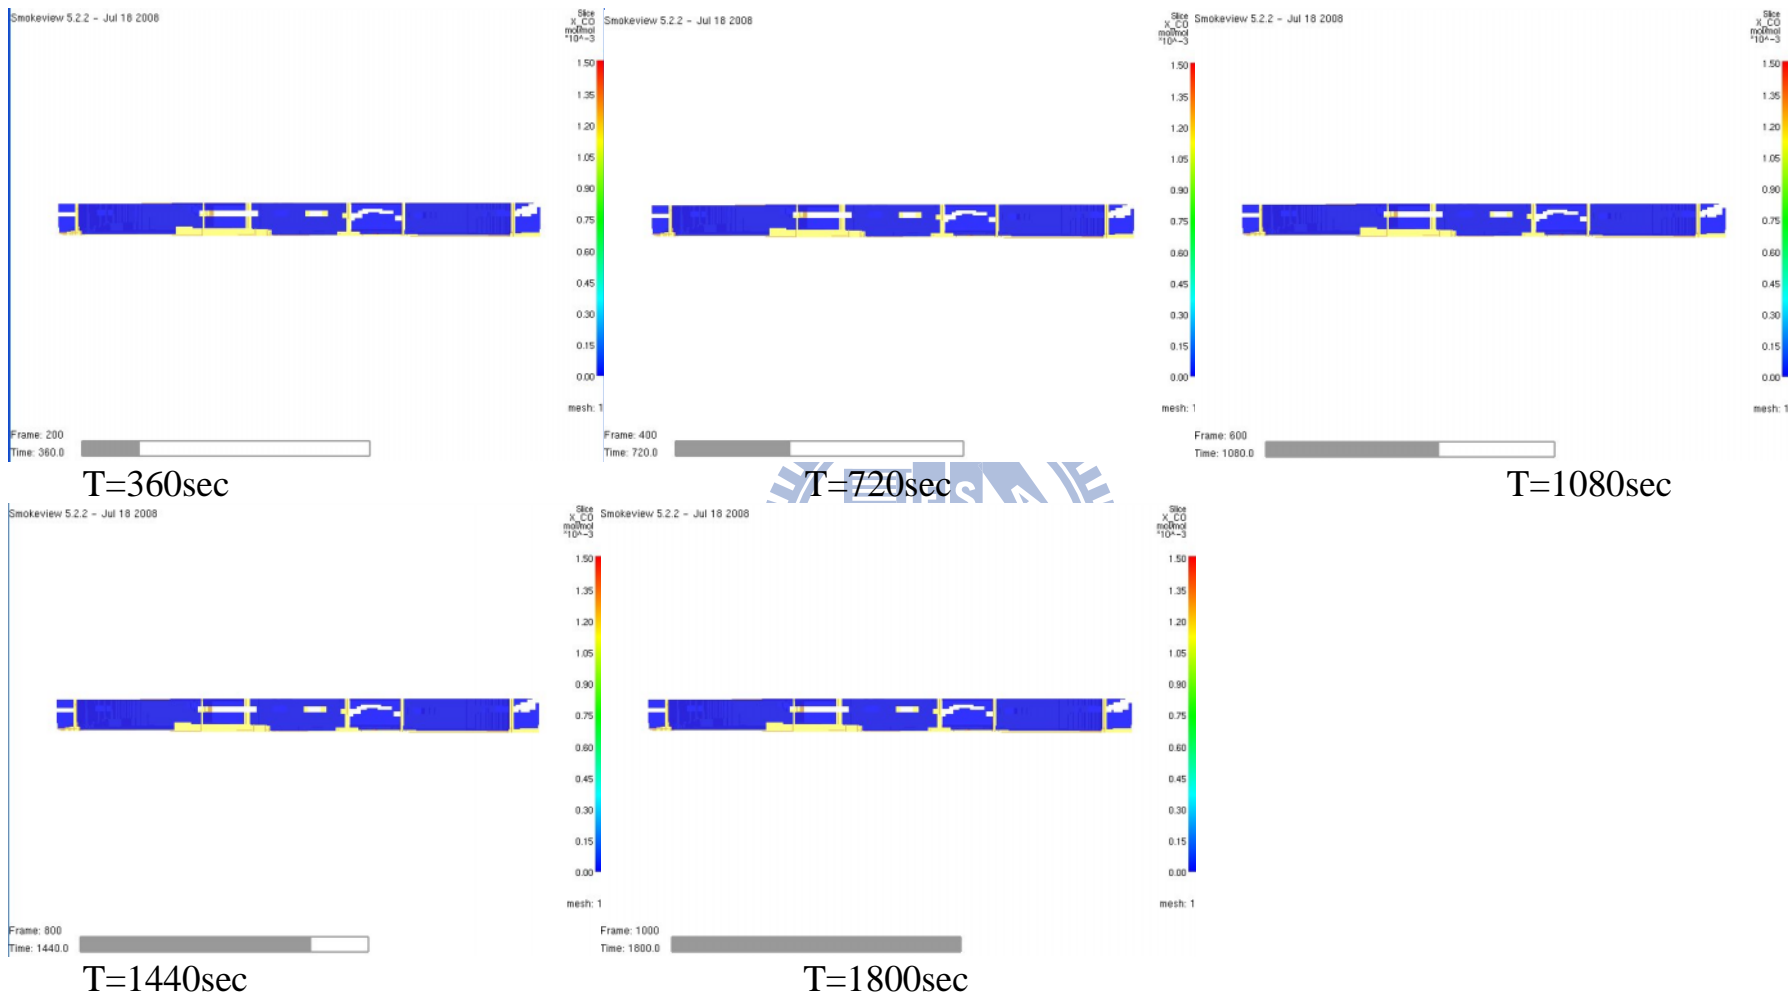 Smokeview 5.2.2 - Jul 18 2008
Slice
X_CO
mol/mol
*10^-3
1.50
1.35
1.20
1.05
0.90
0.75
0.60
0.45
0.30
0.15
0.00
mesh: 1
Frame: 200
Time: 360.0
T=360sec
Smokeview 5.2.2 - Jul 18 2008
Slice
X_CO
mol/mol
*10^-3
1.50
1.35
1.20
1.05
0.90
0.75
0.60
0.45
0.30
0.15
0.00
mesh: 1
Frame: 400
Time: 720.0
T=720sec
Smokeview 5.2.2 - Jul 18 2008
Slice
X_CO
mol/mol
*10^-3
1.50
1.35
1.20
1.05
0.90
0.75
0.60
0.45
0.30
0.15
0.00
mesh: 1
Frame: 600
Time: 1080.0
T=1080sec
Smokeview 5.2.2 - Jul 18 2008
Slice
X_CO
mol/mol
*10^-3
1.50
1.35
1.20
1.05
0.90
0.75
0.60
0.45
0.30
0.15
0.00
mesh: 1
Frame: 800
Time: 1440.0
T=1440sec
Smokeview 5.2.2 - Jul 18 2008
Slice
X_CO
mol/mol
*10^-3
1.50
1.35
1.20
1.05
0.90
0.75
0.60
0.45
0.30
0.15
0.00
mesh: 1
Frame: 1000
Time: 1800.0
T=1800sec